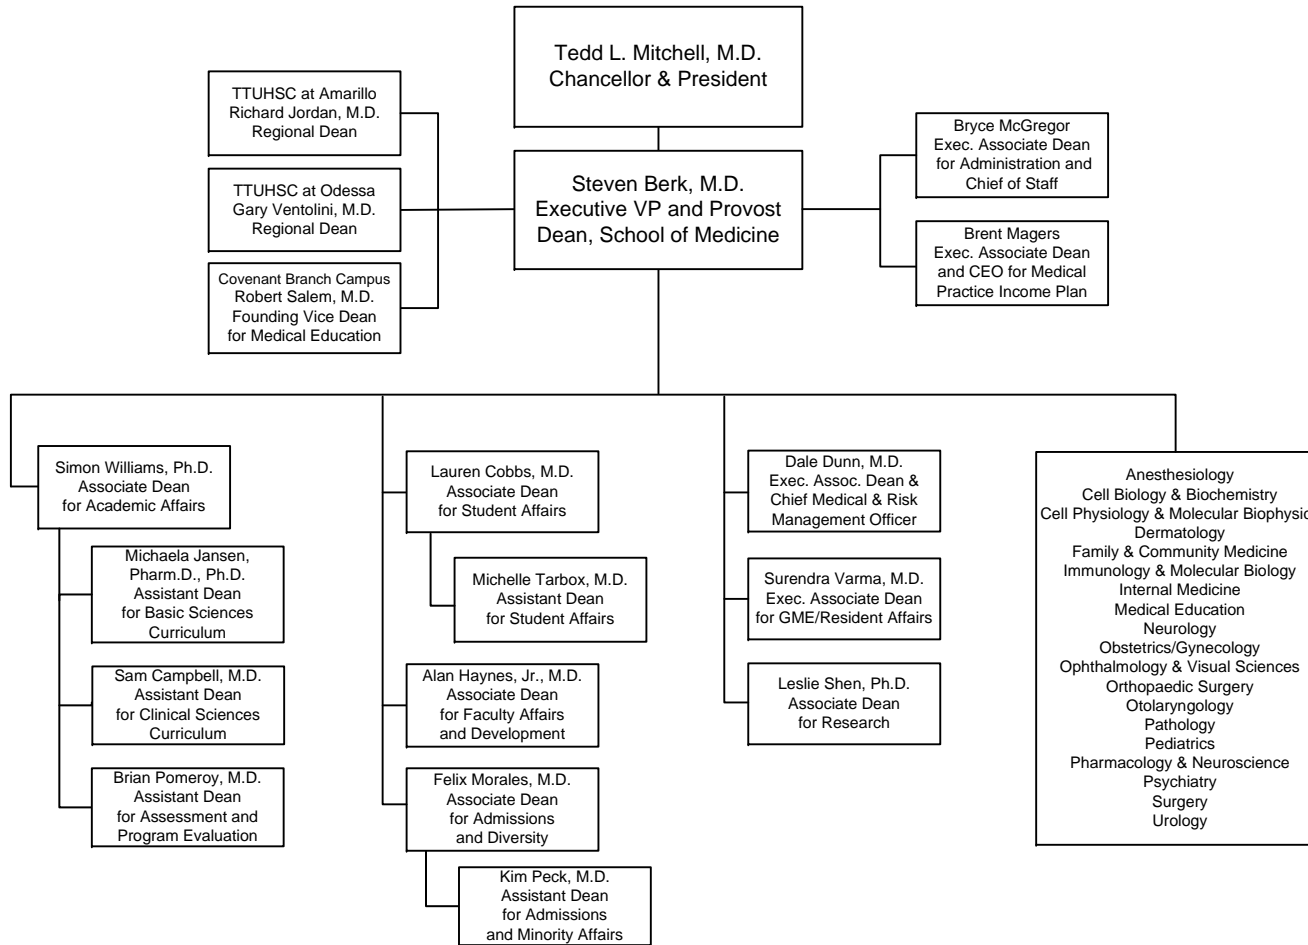 Tedd L. Mitchell, M.D.
Chancellor & President
TTUHSC at Amarillo
Richard Jordan, M.D.
Regional Dean
TTUHSC at Odessa
Gary Ventolini, M.D.
Regional Dean
Covenant Branch Campus
Robert Salem, M.D.
Founding Vice Dean
for Medical Education
Steven Berk, M.D.
Executive VP and Provost
Dean, School of Medicine
Bryce McGregor
Exec. Associate Dean
for Administration and
Chief of Staff
Brent Magers
Exec. Associate Dean
and CEO for Medical
Practice Income Plan
Simon Williams, Ph.D.
Associate Dean
for Academic Affairs
Michaela Jansen,
Pharm.D., Ph.D.
Assistant Dean
for Basic Sciences
Curriculum
Sam Campbell, M.D.
Assistant Dean
for Clinical Sciences
Curriculum
Brian Pomeroy, M.D.
Assistant Dean
for Assessment and
Program Evaluation
Lauren Cobbs, M.D.
Associate Dean
for Student Affairs
Michelle Tarbox, M.D.
Assistant Dean
for Student Affairs
Alan Haynes, Jr., M.D.
Associate Dean
for Faculty Affairs
and Development
Felix Morales, M.D.
Associate Dean
for Admissions
and Diversity
Kim Peck, M.D.
Assistant Dean
for Admissions
and Minority Affairs
Dale Dunn, M.D.
Exec. Assoc. Dean &
Chief Medical & Risk
Management Officer
Surendra Varma, M.D.
Exec. Associate Dean
for GME/Resident Affairs
Leslie Shen, Ph.D.
Associate Dean
for Research
Anesthesiology
Cell Biology & Biochemistry
Cell Physiology & Molecular Biophysic
Dermatology
Family & Community Medicine
Immunology & Molecular Biology
Internal Medicine
Medical Education
Neurology
Obstetrics/Gynecology
Ophthalmology & Visual Sciences
Orthopaedic Surgery
Otolaryngology
Pathology
Pediatrics
Pharmacology & Neuroscience
Psychiatry
Surgery
Urology